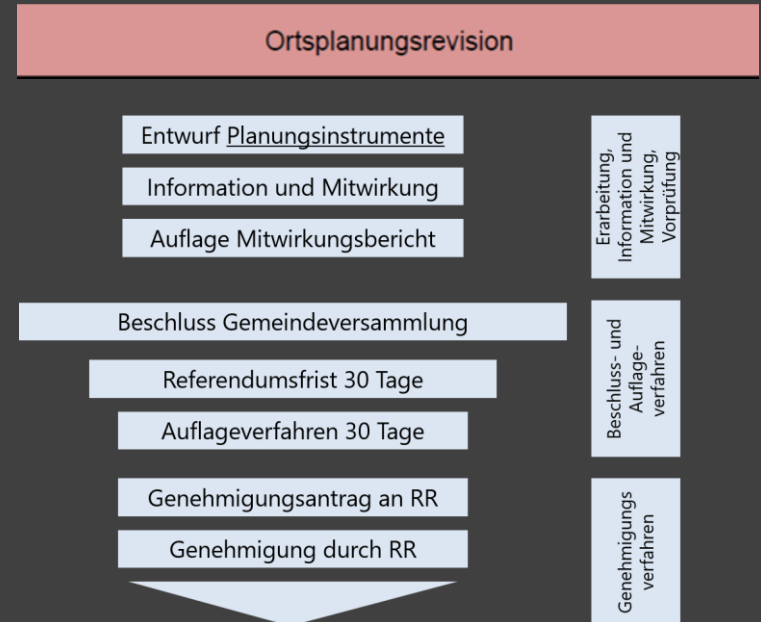 Ortsplanungsrevision
Entwurf Planungsinstrumente
Information und Mitwirkung
Auflage Mitwirkungsbericht
Erarbeitung,
Information und
Mitwirkung,
Vorprüfung
Beschluss Gemeindeversammlung
Referendumsfrist 30 Tage
Auflageverfahren 30 Tage
Beschluss- und
Auflage-
verfahren
Genehmigungsantrag an RR
Genehmigung durch RR
Genehmigungs
verfahren